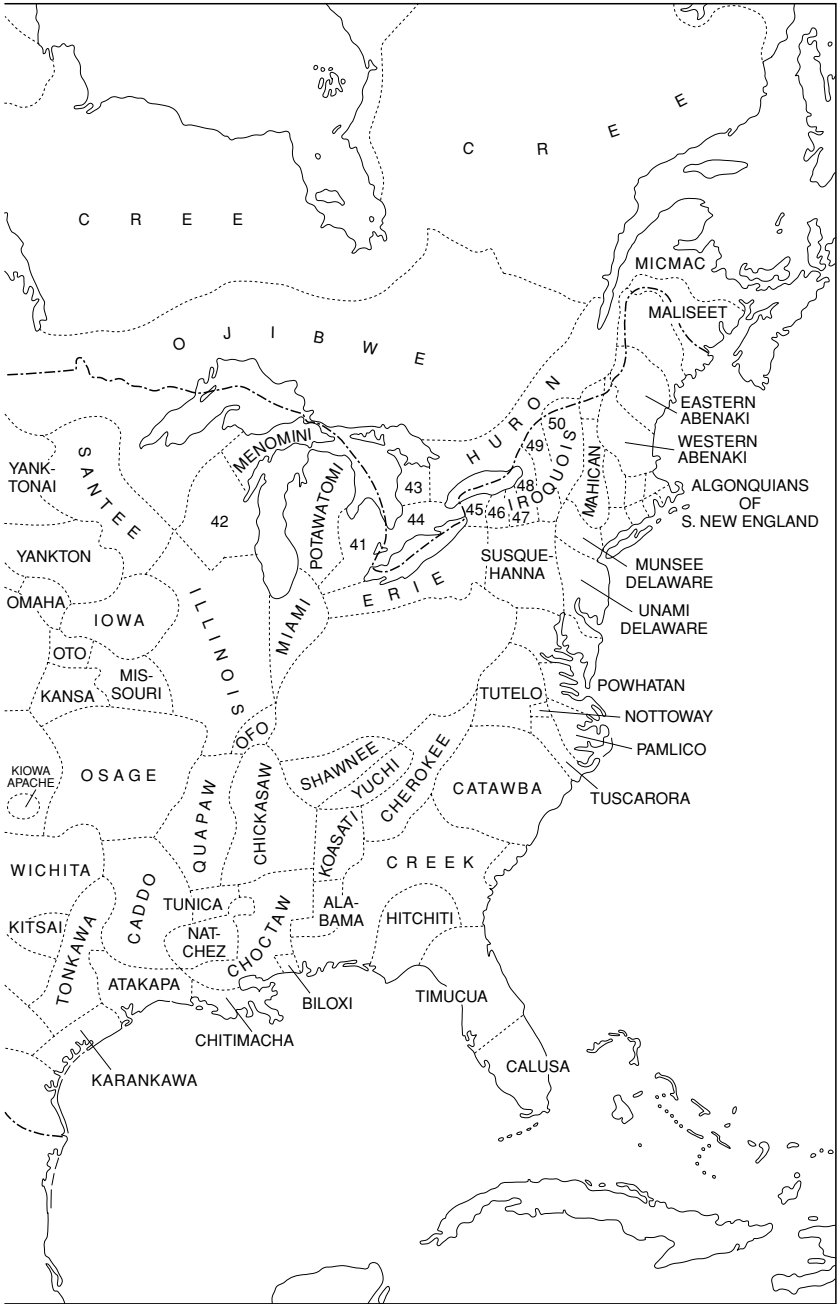 C R E E
C R E E
MICMAC
MALISEET
O J I B W E
EASTERN
ABENAKI
HURON
50
49
WESTERN
ABENAKI
MENOMINI
SANTEE
YANK-
TONAI
POTAWATOMI
43
48
IROQUOIS
MAHICAN
ALGONQUIANS
OF
S. NEW ENGLAND
42
44
45
46
47
41
YANKTON
SUSQUE-
HANNA
MUNSEE
DELAWARE
ERIE
OMAHA
IOWA
ILLINOIS
MIAMI
UNAMI
DELAWARE
OTO
MIS-
SOURI
KANSA
TUTELO
POWHATAN
NOTTOWAY
OFO
PAMLICO
KIOWA
APACHE
OSAGE
SHAWNEE
YUCHI
CHEROKEE
CATAWBA
TUSCARORA
QUAPAW
CHICKASAW
KOASATI
CREEK
WICHITA
CADDO
TUNICA
ALA-
BAMA
HITCHITI
KITSAI
TONKAWA
NAT-
CHEZ
CHOCTAW
ATAKAPA
BILOXI
TIMUCUA
CHITIMACHA
CALUSA
KARANKAWA